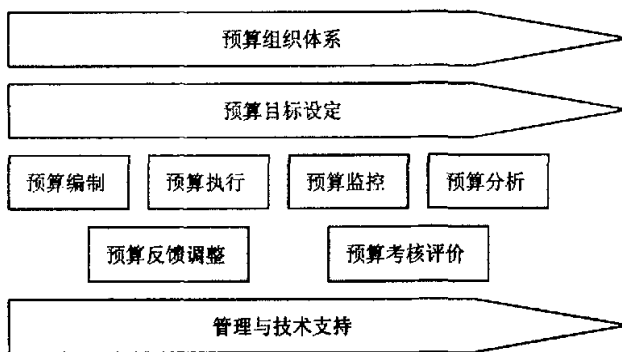 预算组织体系
预算目标设定
预算编制 预算执行 预算监控 预算分析
预算反馈调整 预算考核评价
管理与技术支持